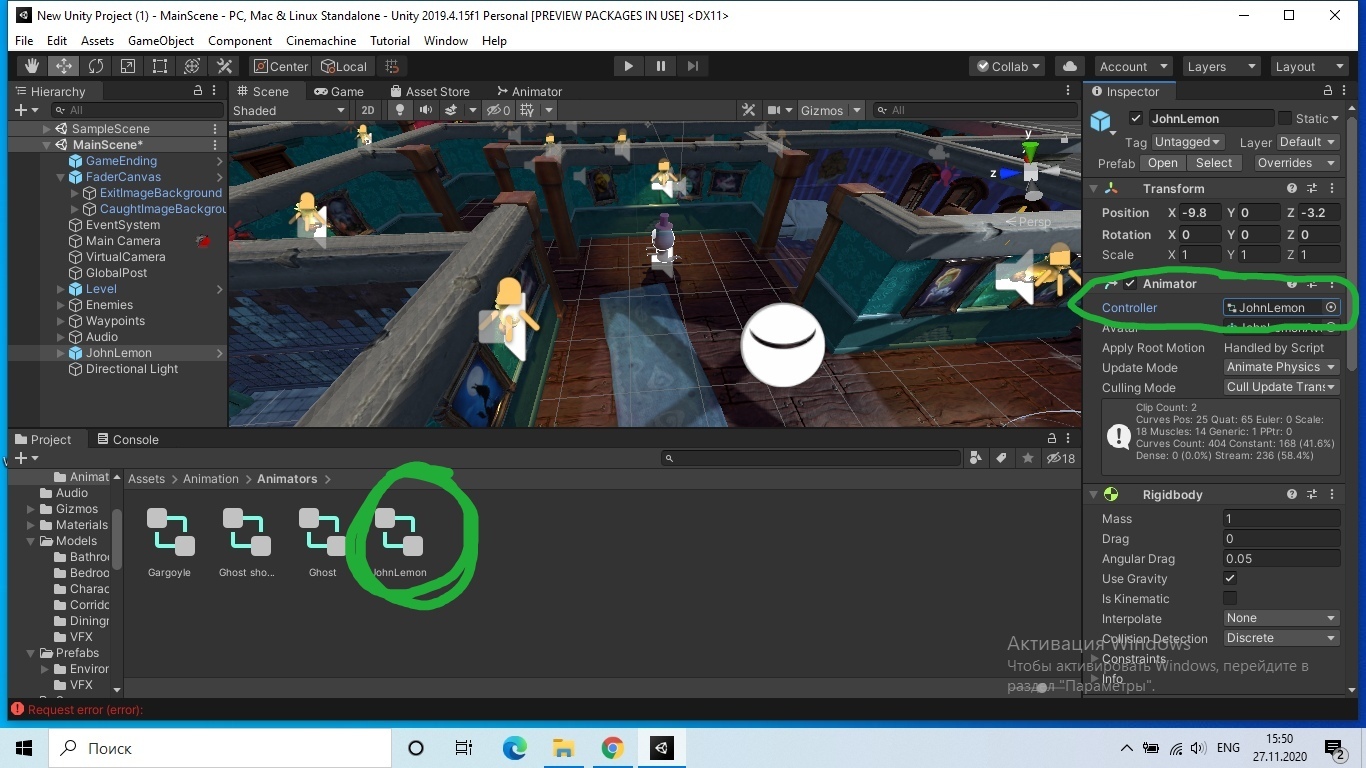 New Unity Project (1) - MainScene - PC, Mac & Linux Standalone - Unity 2019.4.15f1 Personal [PREVIEW PACKAGES IN USE] <DX11>
File Edit Assets GameObject Component Cinemachine Tutorial Window Help
Center Local Collab Account Layers Layout
Hierarchy
All
SampleScene
MainScene*
GameEnding
FaderCanvas
ExitImageBackground
CaughtImageBackgrou
EventSystem
Main Camera
VirtualCamera
GlobalPost
Level
Enemies
Waypoints
Audio
JohnLemon
Directional Light
Scene Game Asset Store Animator
Shaded 2D 0 Gizmos All
y
z
Persp
Inspector
JohnLemon Static
Tag Untagged Layer Default
Prefab Open Select Overrides
Transform
Position X -9.8 Y 0 Z -3.2
Rotation X 0 Y 0 Z 0
Scale X 1 Y 1 Z 1
Animator
Controller JohnLemon
Avatar
Apply Root Motion Handled by Script
Update Mode Animate Physics
Culling Mode Cull Update Trans
Clip Count: 2
Curves Pos: 25 Quat: 65 Euler: 0 Scale:
18 Muscles: 14 Generic: 1 PPtr: 0
Curves Count: 404 Constant: 168 (41.6%)
Dense: 0 (0.0%) Stream: 236 (58.4%)
Rigidbody
Mass 1
Drag 0
Angular Drag 0.05
Use Gravity
Is Kinematic
Interpolate None
Collision Detection Discrete
Constraints
Info
Project Console
18
Animat
Audio
Gizmos
Materials
Models
Bathro
Bedroo
Charac
Corrido
Diningr
VFX
Prefabs
Environ
VFX
Assets > Animation > Animators >
Gargoyle Ghost sho... Ghost JohnLemon
Активация Windows
Чтобы активировать Windows, перейдите в
раздел "Параметры".
Request error (error):
Поиск
ENG
15:50
27.11.2020
2